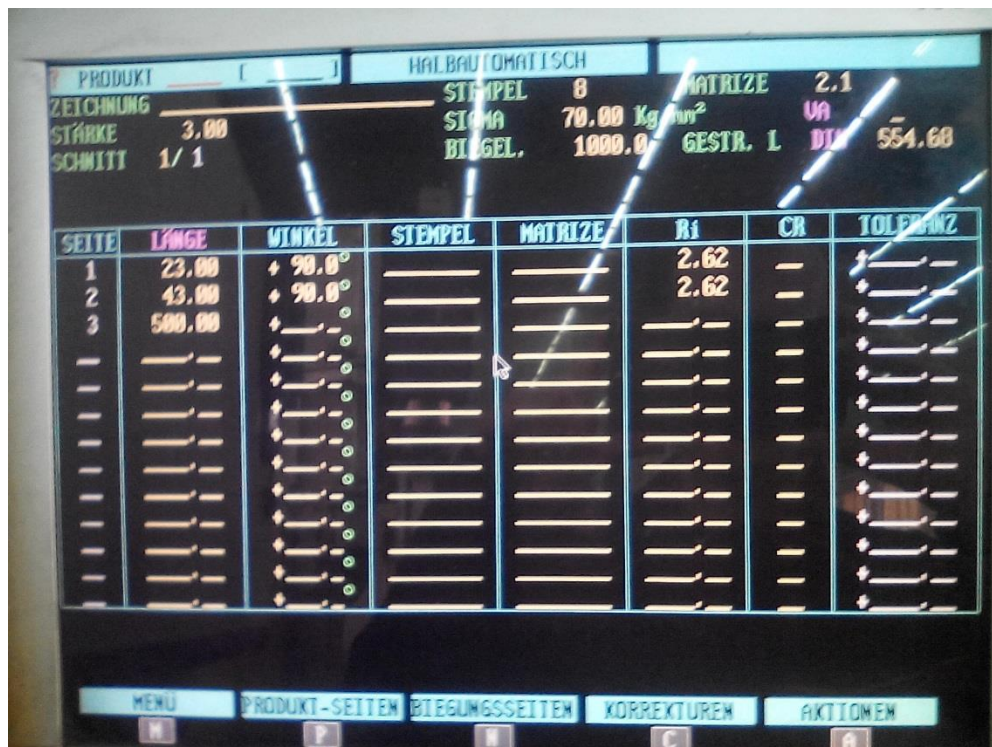 ? PRODUKT [ ] HALBAUTOMATISCH
ZEICHNUNG STEMPEL 8 MATRIZE 2.1
STÄRKE 3.00 SIGMA 70.00 Kg/mm² VA
SCHNITT 1/ 1 BIEGEL. 1000.0 GESTR. L DIN 554.68
SEITE LÄNGE WINKEL STEMPEL MATRIZE Ri CR TOLERANZ
1 23.00 + 90.0° 2.62 +
2 43.00 + 90.0° 2.62 +
3 500.00 +
MENÜ PRODUKT-SEITEN BIEGUNGSSEITEN KORREKTUREN AKTIONEN
M P N C A